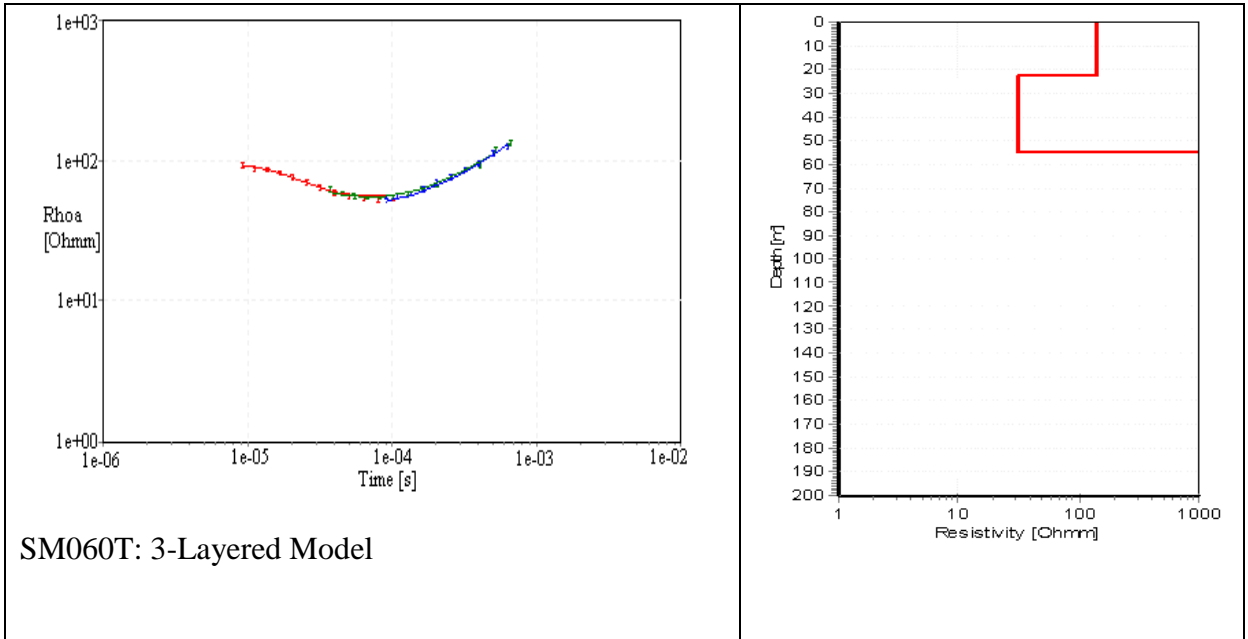 1e+03
1e+02
Rhoa
[Ohmm]
1e+01
1e+00
1e-06 1e-05 1e-04 1e-03 1e-02
Time [s]
SM060T: 3-Layered Model
0
10
20
30
40
50
60
70
80
90
100
110
120
130
140
150
160
170
180
190
200
Depth [m]
1 10 100 1000
Resistivity [Ohmm]